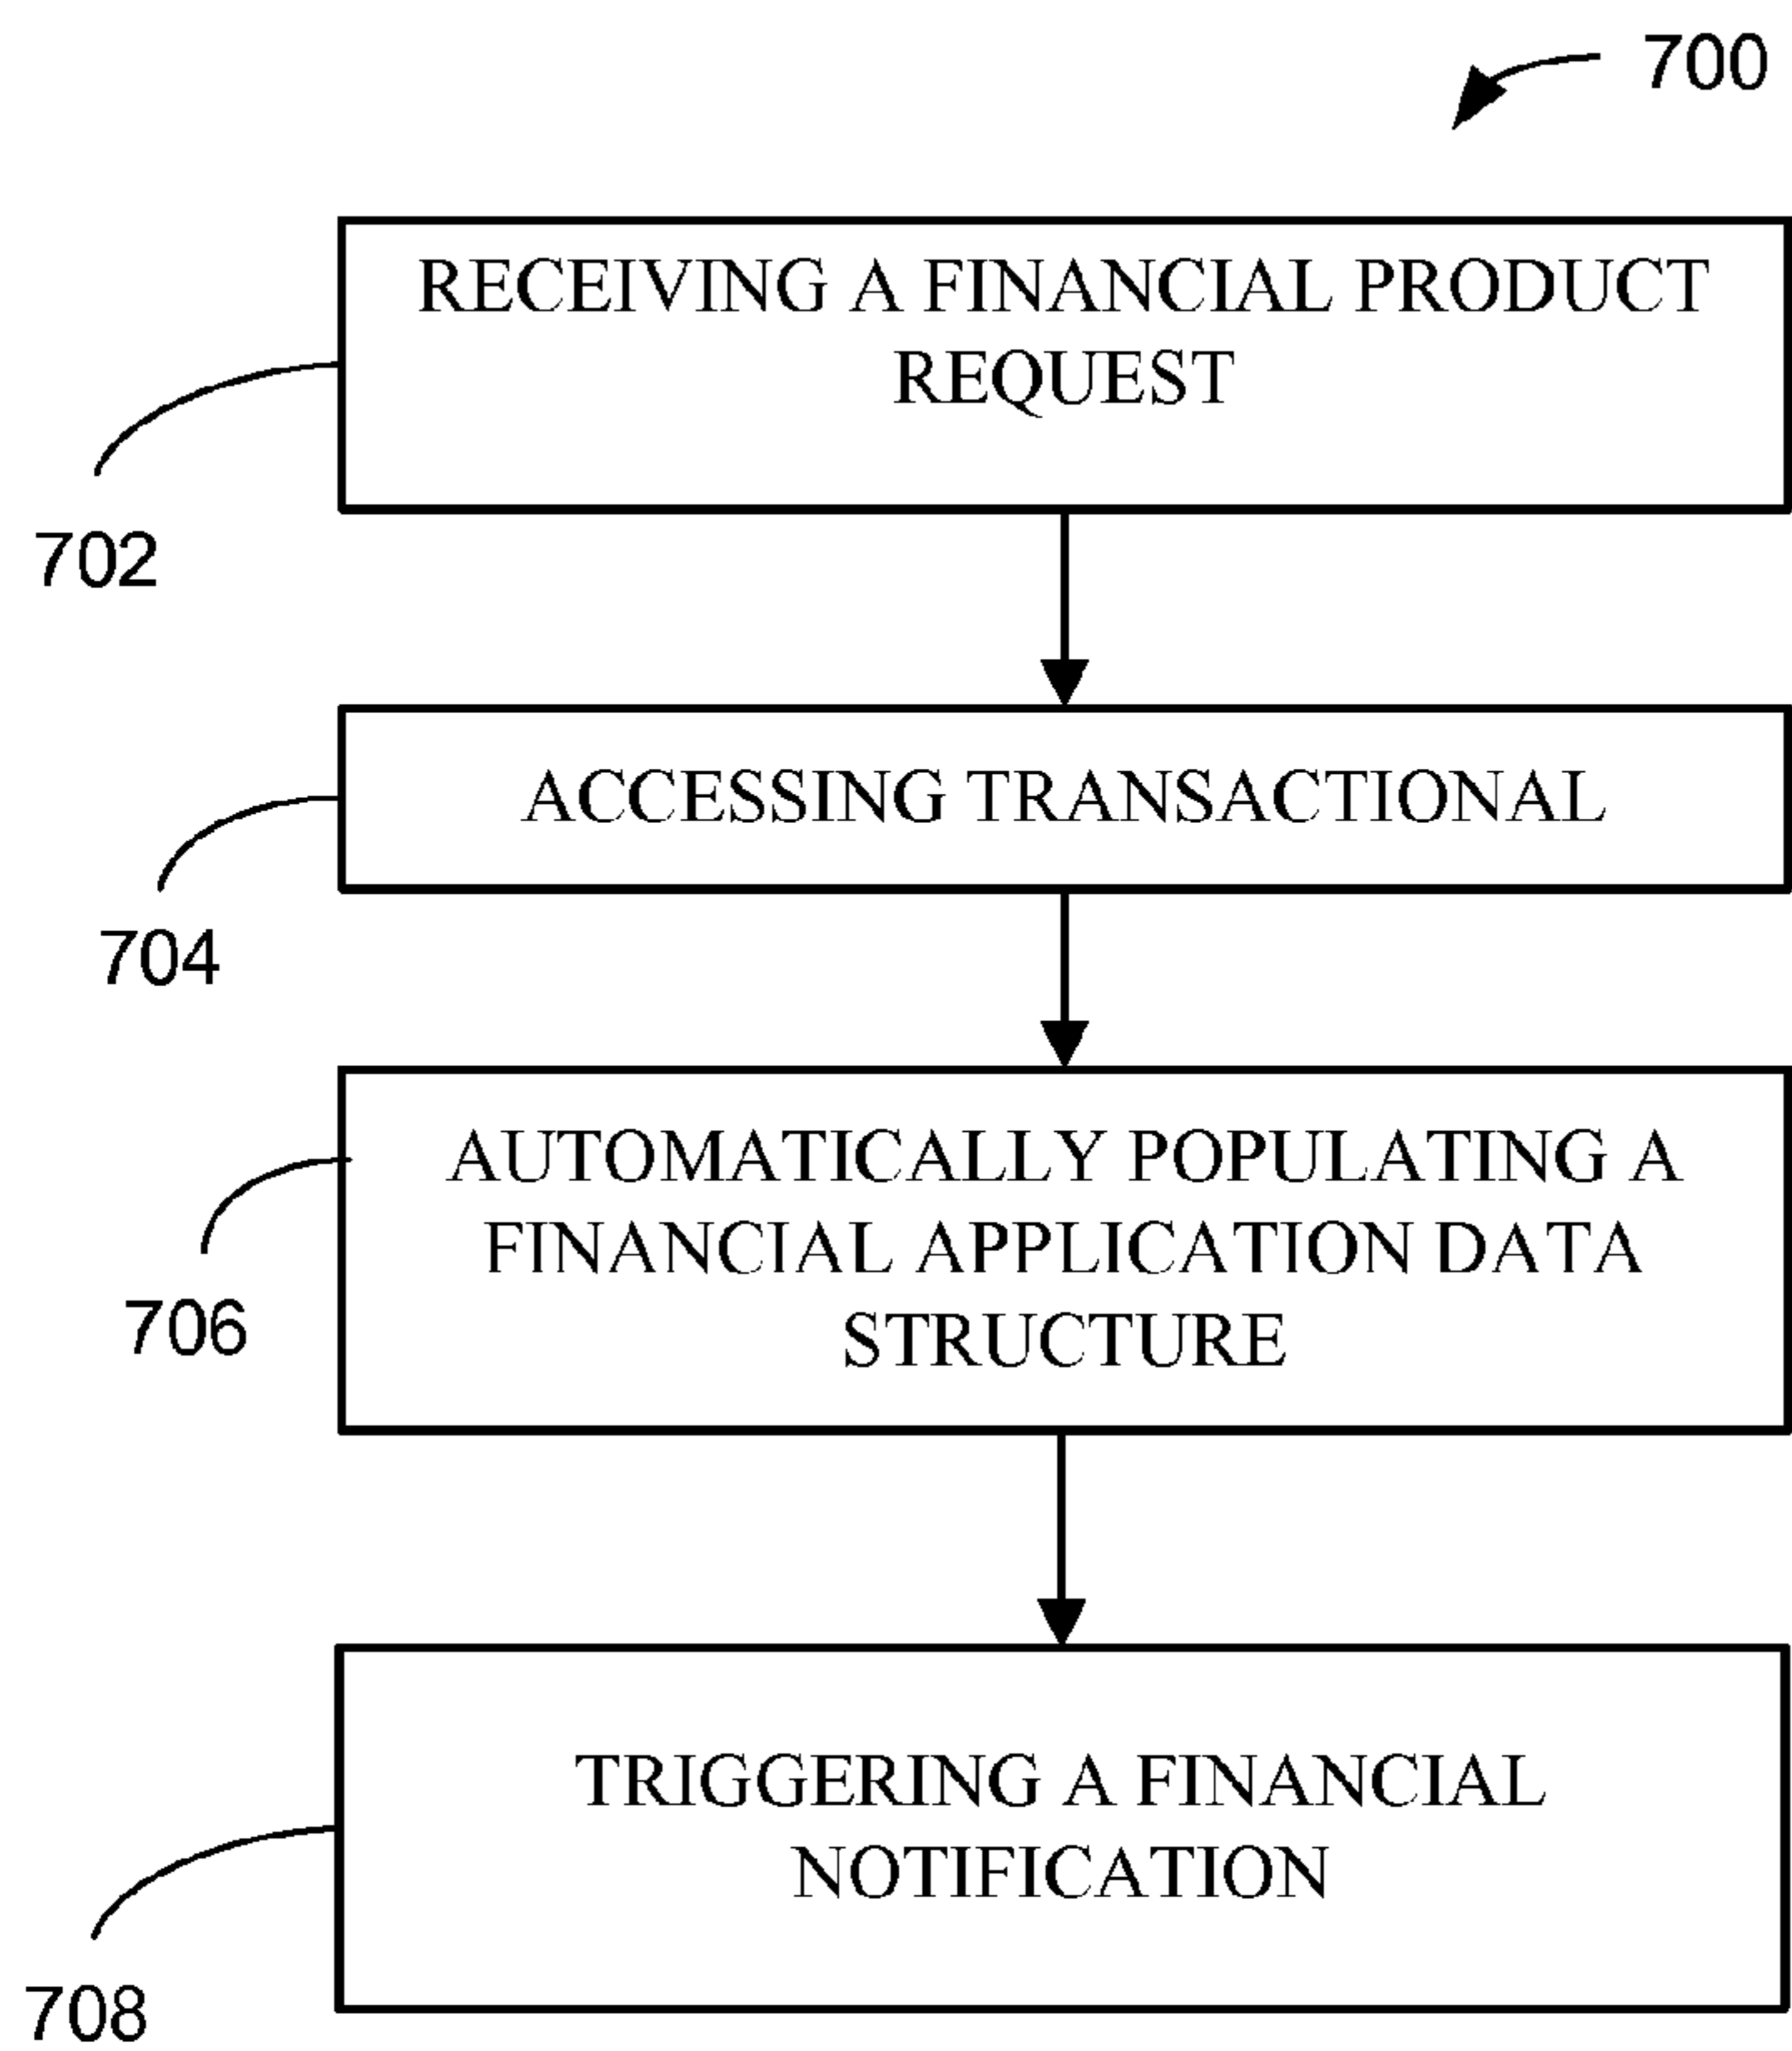 700
RECEIVING A FINANCIAL PRODUCT
REQUEST
702
ACCESSING TRANSACTIONAL
704
AUTOMATICALLY POPULATING A
FINANCIAL APPLICATION DATA
STRUCTURE
706
TRIGGERING A FINANCIAL
NOTIFICATION
708